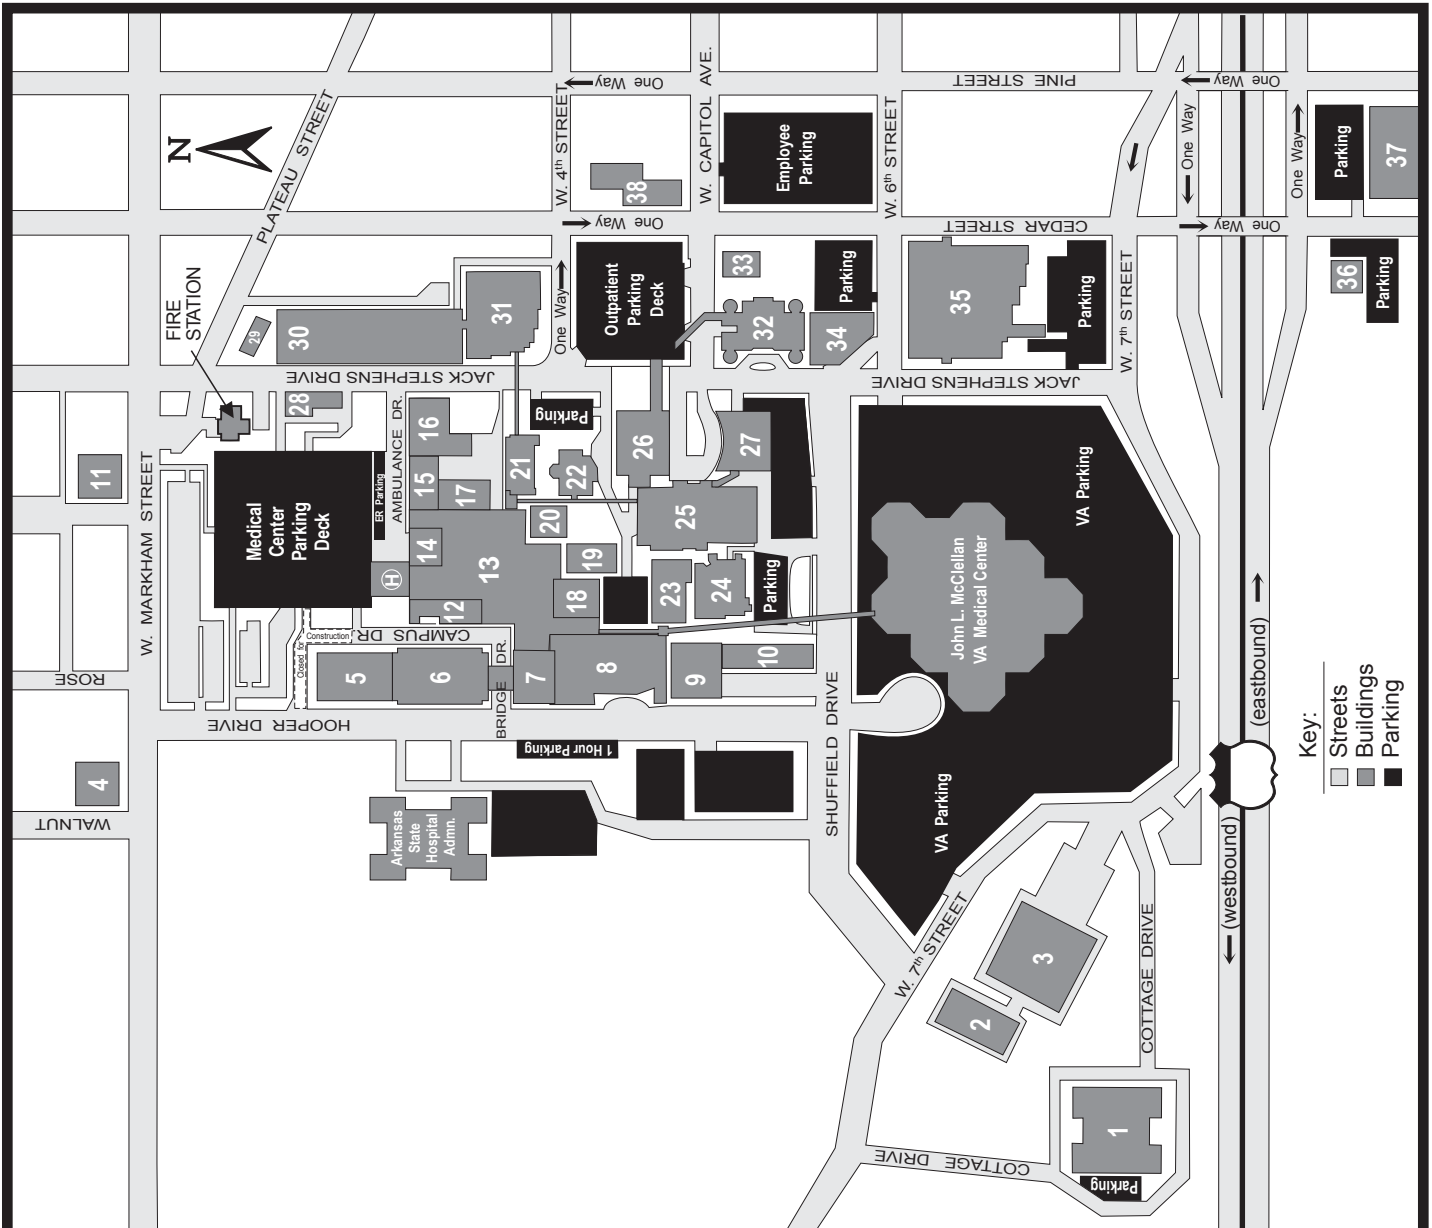 PINE STREET
One Way
One Way
One Way
W. CAPITOL AVE.
W. 4th STREET
W. 6th STREET
PLATEAU STREET
N
Employee
Parking
One Way
One Way
Parking
37
38
CEDAR STREET
One Way
One Way
FIRE
STATION
29
30
31
One Way
Outpatient
Parking
Deck
33
32
Parking
34
35
Parking
W. 7th STREET
36
Parking
JACK STEPHENS DRIVE
JACK STEPHENS DRIVE
28
AMBULANCE DR.
16
Parking
26
27
11
W. MARKHAM STREET
Medical
Center
Parking
Deck
ER Parking
15
17
21
22
25
VA Parking
14
13
20
19
H
12
18
23
24
Parking
John L. McClellan
VA Medical Center
Construction
Closed for
CAMPUS DR.
BRIDGE DR.
5
6
7
8
9
10
ROSE
HOOPER DRIVE
SHUFFIELD DRIVE
(eastbound)
Key:
Streets
Buildings
Parking
4
1 Hour Parking
WALNUT
Arkansas
State
Hospital
Admn.
VA Parking
(westbound)
W. 7th STREET
3
2
COTTAGE DRIVE
1
Parking
COTTAGE DRIVE